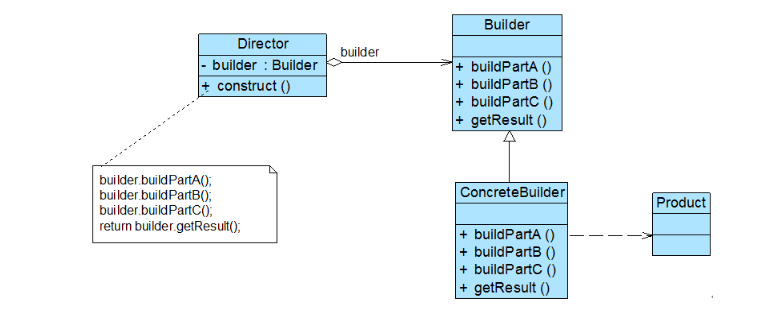 Director
- builder : Builder
+ construct ()
builder
Builder
+ buildPartA ()
+ buildPartB ()
+ buildPartC ()
+ getResult ()
builder.buildPartA();
builder.buildPartB();
builder.buildPartC();
return builder.getResult();
ConcreteBuilder
+ buildPartA ()
+ buildPartB ()
+ buildPartC ()
+ getResult ()
Product